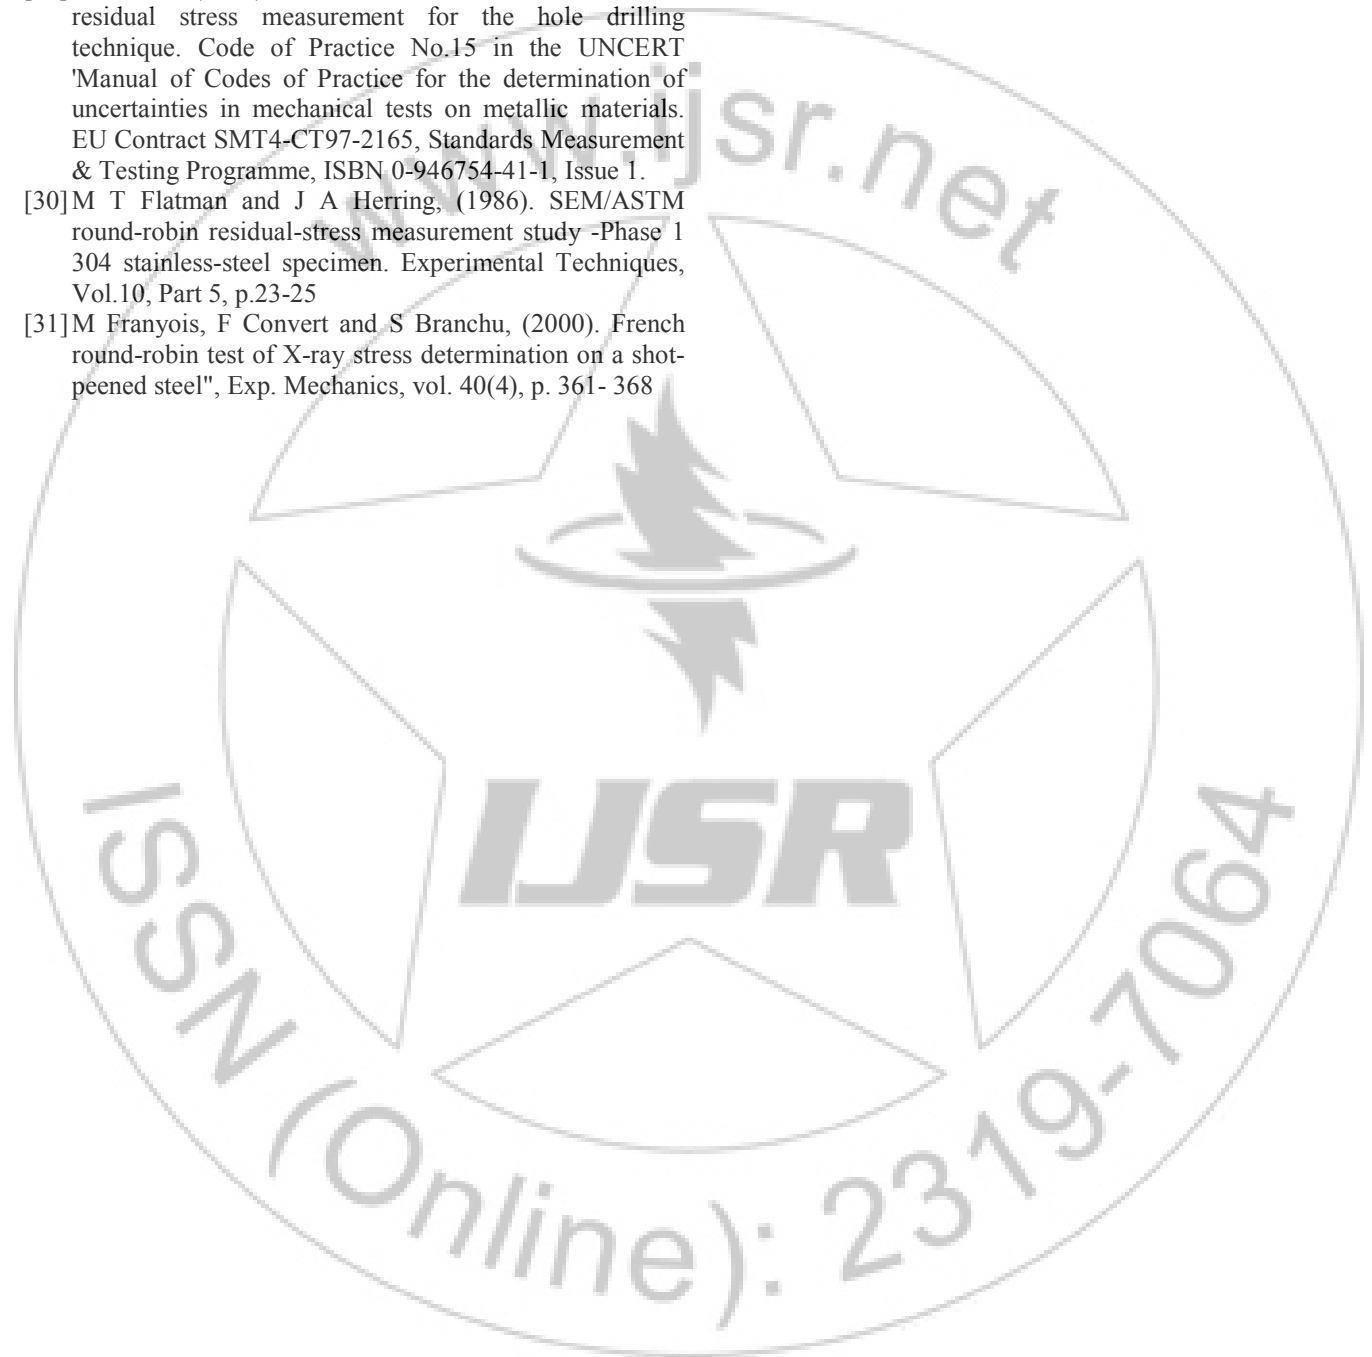 residual stress measurement for the hole drilling
technique. Code of Practice No.15 in the UNCERT
'Manual of Codes of Practice for the determination of
uncertainties in mechanical tests on metallic materials.
EU Contract SMT4-CT97-2165, Standards Measurement
& Testing Programme, ISBN 0-946754-41-1, Issue 1.
[30]M T Flatman and J A Herring, (1986). SEM/ASTM
round-robin residual-stress measurement study -Phase 1
304 stainless-steel specimen. Experimental Techniques,
Vol.10, Part 5, p.23-25
[31]M Franyois, F Convert and S Branchu, (2000). French
round-robin test of X-ray stress determination on a shot-
peened steel", Exp. Mechanics, vol. 40(4), p. 361- 368
www.ijsr.net
IJSR
ISSN (Online): 2319-7064